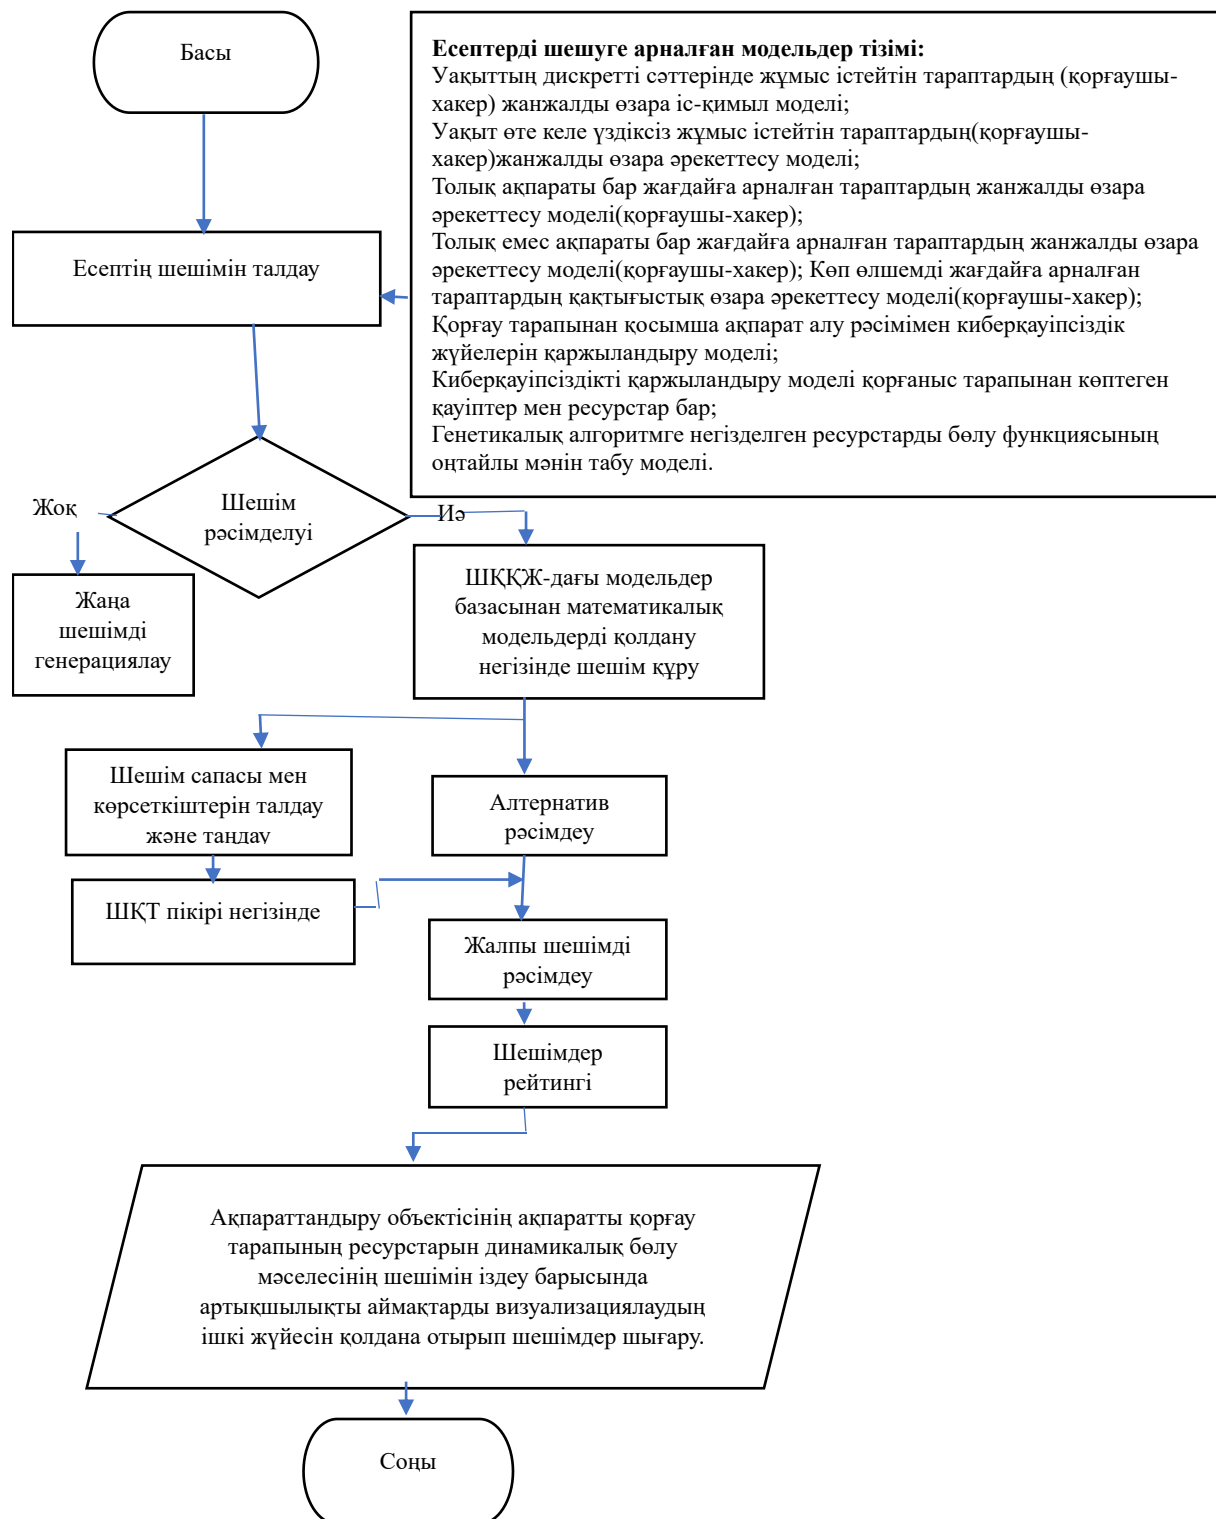 Басы
Есептерді шешуге арналған модельдер тізімі:
Уақыттың дискретті сәттерінде жұмыс істейтін тараптардың (қорғаушы-
хакер) жанжалды өзара іс-қимыл моделі;
Уақыт өте келе үздіксіз жұмыс істейтін тараптардың(қорғаушы-
хакер)жанжалды өзара әрекеттесу моделі;
Толық ақпараты бар жағдайға арналған тараптардың жанжалды өзара
әрекеттесу моделі(қорғаушы-хакер);
Толық емес ақпараты бар жағдайға арналған тараптардың жанжалды өзара
әрекеттесу моделі(қорғаушы-хакер); Көп өлшемді жағдайға арналған
тараптардың қақтығыстық өзара әрекеттесу моделі(қорғаушы-хакер);
Қорғау тарапынан қосымша ақпарат алу рәсімімен киберқауіпсіздік
жүйелерін қаржыландыру моделі;
Киберқауіпсіздікті қаржыландыру моделі қорғаныс тарапынан көптеген
қауіптер мен ресурстар бар;
Генетикалық алгоритмге негізделген ресурстарды бөлу функциясының
оңтайлы мәнін табу моделі.
Есептің шешімін талдау
Шешім
рәсімделуі
Жоқ
Иә
Жаңа
шешімді
генерациялау
ШҚҚЖ-дағы модельдер
базасынан математикалық
модельдерді қолдану
негізінде шешім құру
Шешім сапасы мен
көрсеткіштерін талдау
және таңдау
Алтернатив
рәсімдеу
ШҚТ пікірі негізінде
Жалпы шешімді
рәсімдеу
Шешімдер
рейтингі
Ақпараттандыру объектісінің ақпаратты қорғау
тарапының ресурстарын динамикалық бөлу
мәселесінің шешімін іздеу барысында
артықшылықты аймақтарды визуализациялаудың
ішкі жүйесін қолдана отырып шешімдер шығару.
Соңы